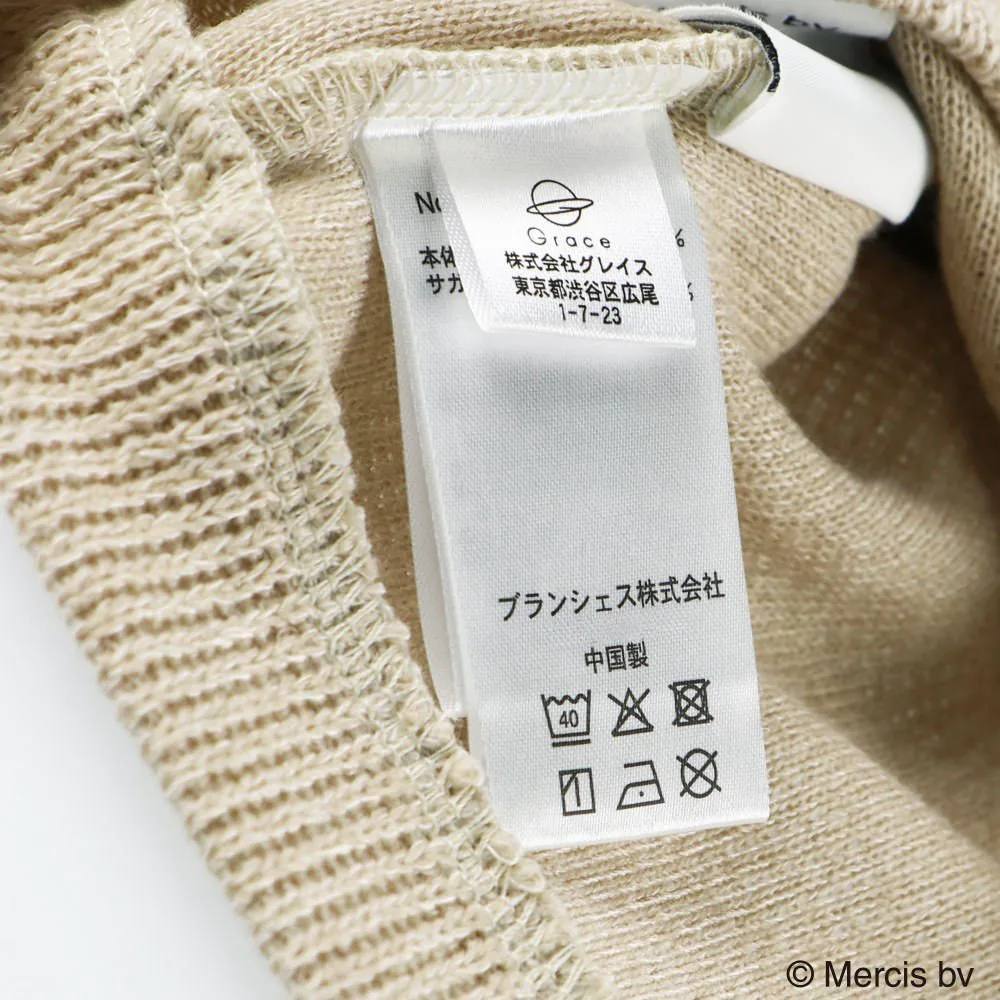 No
Grace
株式会社グレイス
東京都渋谷区広尾
1-7-23
本体
%
サカ
%
ブランシェス株式会社
中国製
40
© Mercis bv